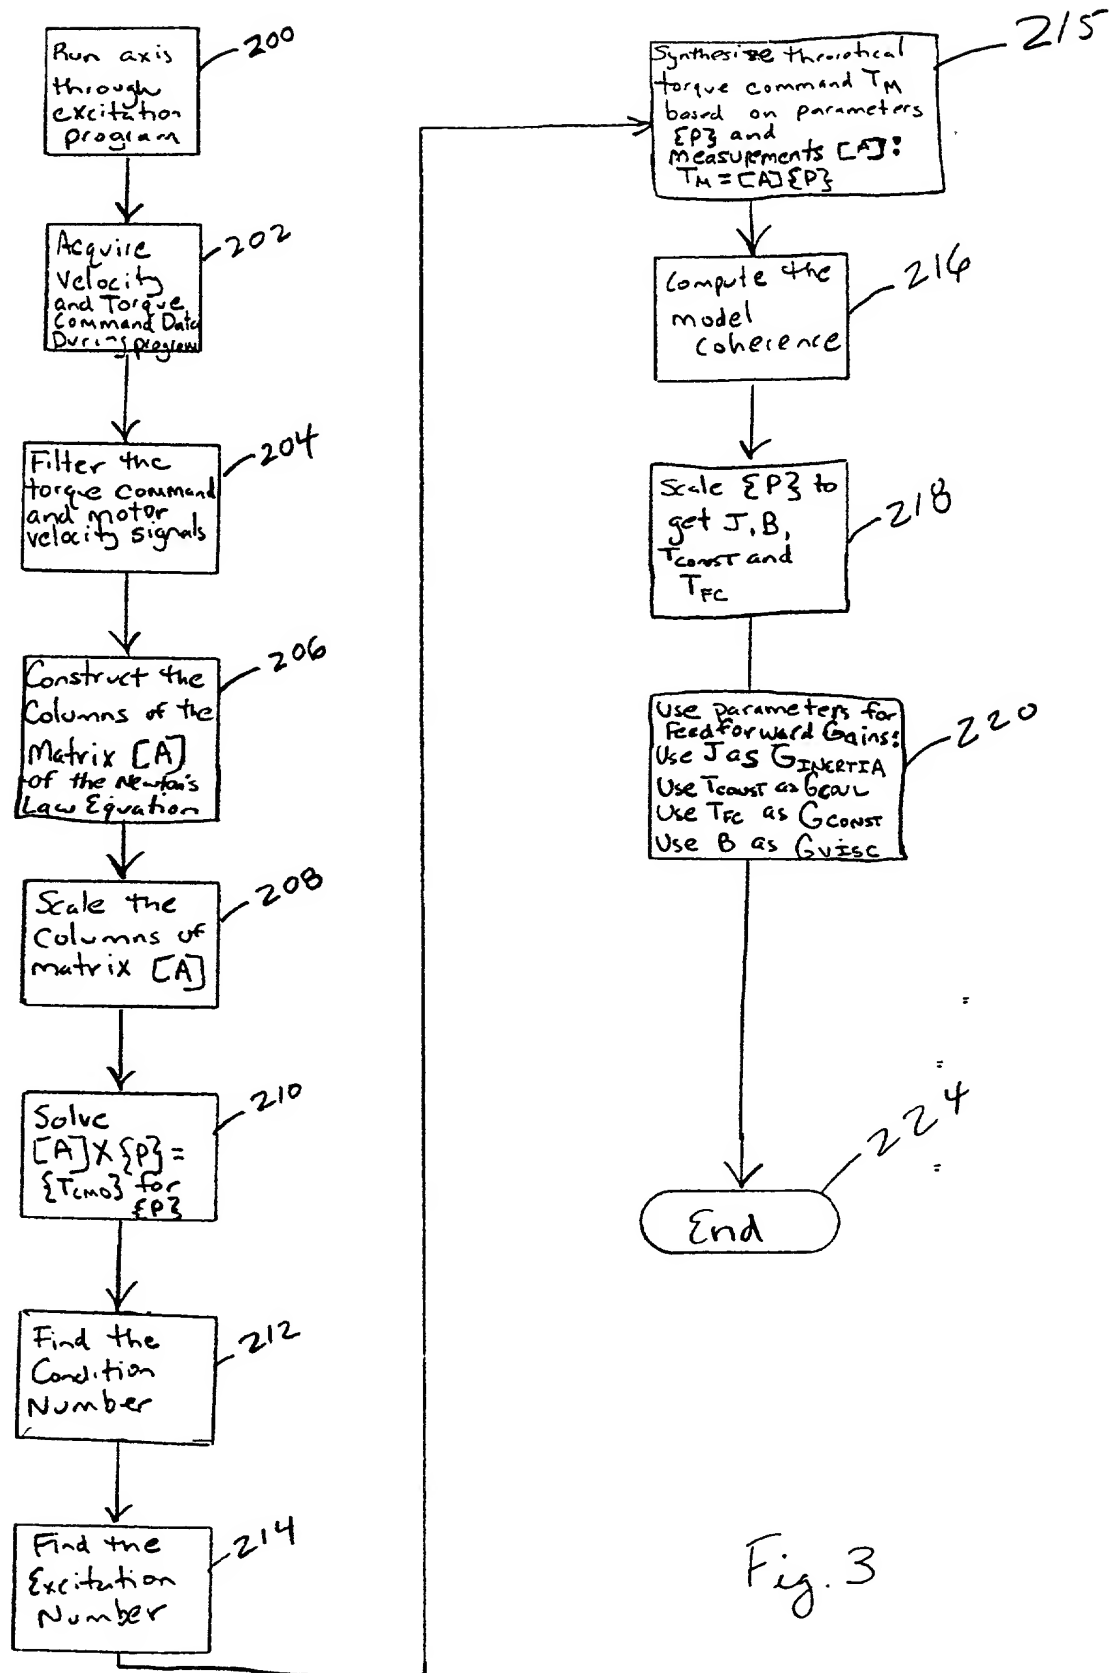 200
Run axis
through
excitation
program
202
Acquire
Velocity
and Torque
Command Data
During program
204
Filter the
torque command
and motor
velocity signals
206
Construct the
Columns of the
Matrix [A]
of the Newton's
Law Equation
208
Scale the
Columns of
matrix [A]
210
Solve
[A] X {P} =
{TCMD} for
{P}
212
Find the
Condition
Number
214
Find the
Excitation
Number
215
Synthesize theoretical
torque command TM
based on parameters
{P} and
measurements [A]:
TM = [A]{P}
216
Compute the
model
Coherence
218
Scale {P} to
get J, B,
TCONST and
TFC
220
Use parameters for
Feedforward Gains:
Use J as GINERTIA
Use TCONST as GCOUL
Use TFC as GCONST
Use B as GVISC
224
End
Fig. 3